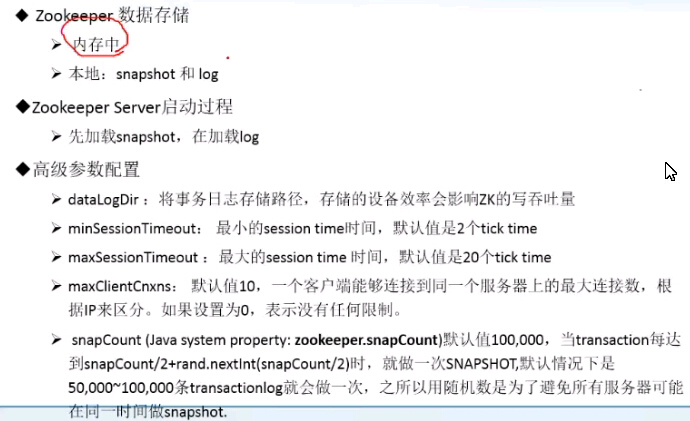 ◆ Zookeeper 数据存储
➢ 内存中
➢ 本地：snapshot 和 log
◆Zookeeper Server启动过程
➢ 先加载snapshot，在加载log
◆高级参数配置
➢ dataLogDir ：将事务日志存储路径，存储的设备效率会影响ZK的写吞吐量
➢ minSessionTimeout： 最小的session time时间，默认值是2个tick time
➢ maxSessionTimeout ：最大的session time 时间，默认值是20个tick time
➢ maxClientCnxns： 默认值10，一个客户端能够连接到同一个服务器上的最大连接数，根
据IP来区分。如果设置为0，表示没有任何限制。
➢ snapCount (Java system property: zookeeper.snapCount)默认值100,000，当transaction每达
到snapCount/2+rand.nextInt(snapCount/2)时，就做一次SNAPSHOT,默认情况下是
50,000~100,000条transactionlog就会做一次，之所以用随机数是为了避免所有服务器可能
在同一时间做snapshot.